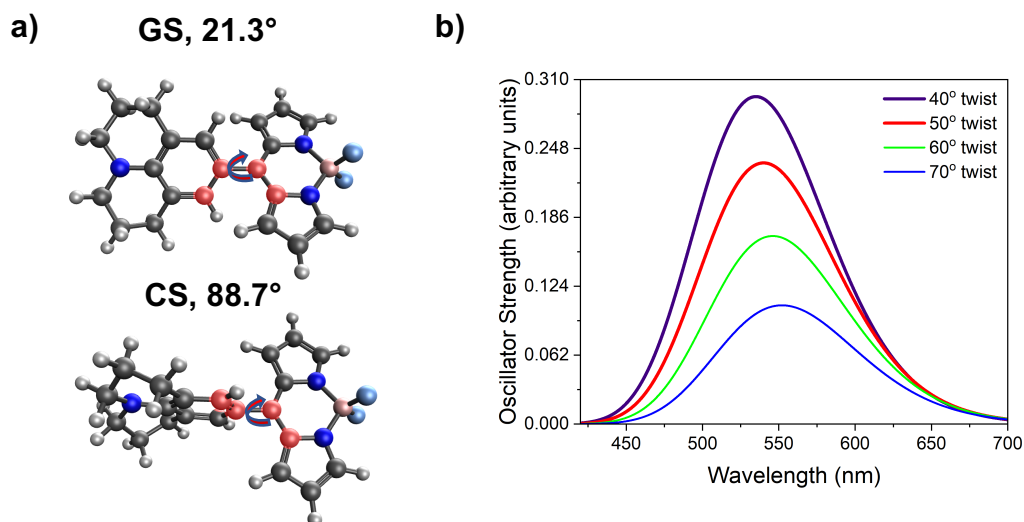 a)
GS, 21.3°
CS, 88.7°
b)
Oscillator Strength (arbitrary units)
0.310
0.248
0.186
0.124
0.062
0.000
40° twist
50° twist
60° twist
70° twist
450 500 550 600 650 700
Wavelength (nm)